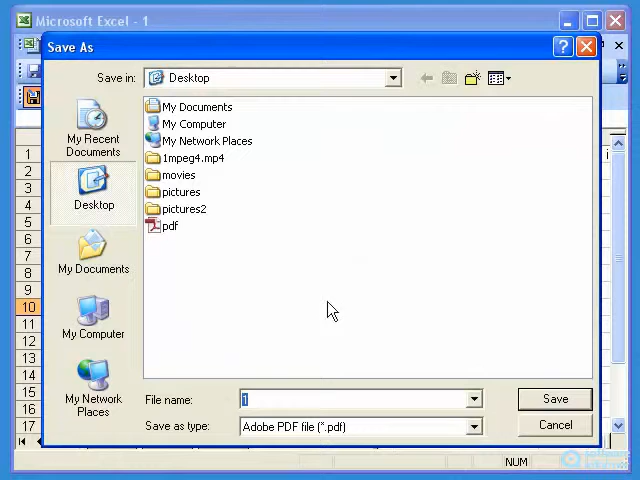 Microsoft Excel - 1
Save As
Save in: Desktop
My Recent
Documents
Desktop
My Documents
My Computer
My Network
Places
My Documents
My Computer
My Network Places
1mpeg4.mp4
movies
pictures
pictures2
pdf
1
2
3
4
5
6
7
8
9
10
11
12
13
14
15
16
17
File name: 1
Save
Save as type: Adobe PDF file (*.pdf)
Cancel
NUM